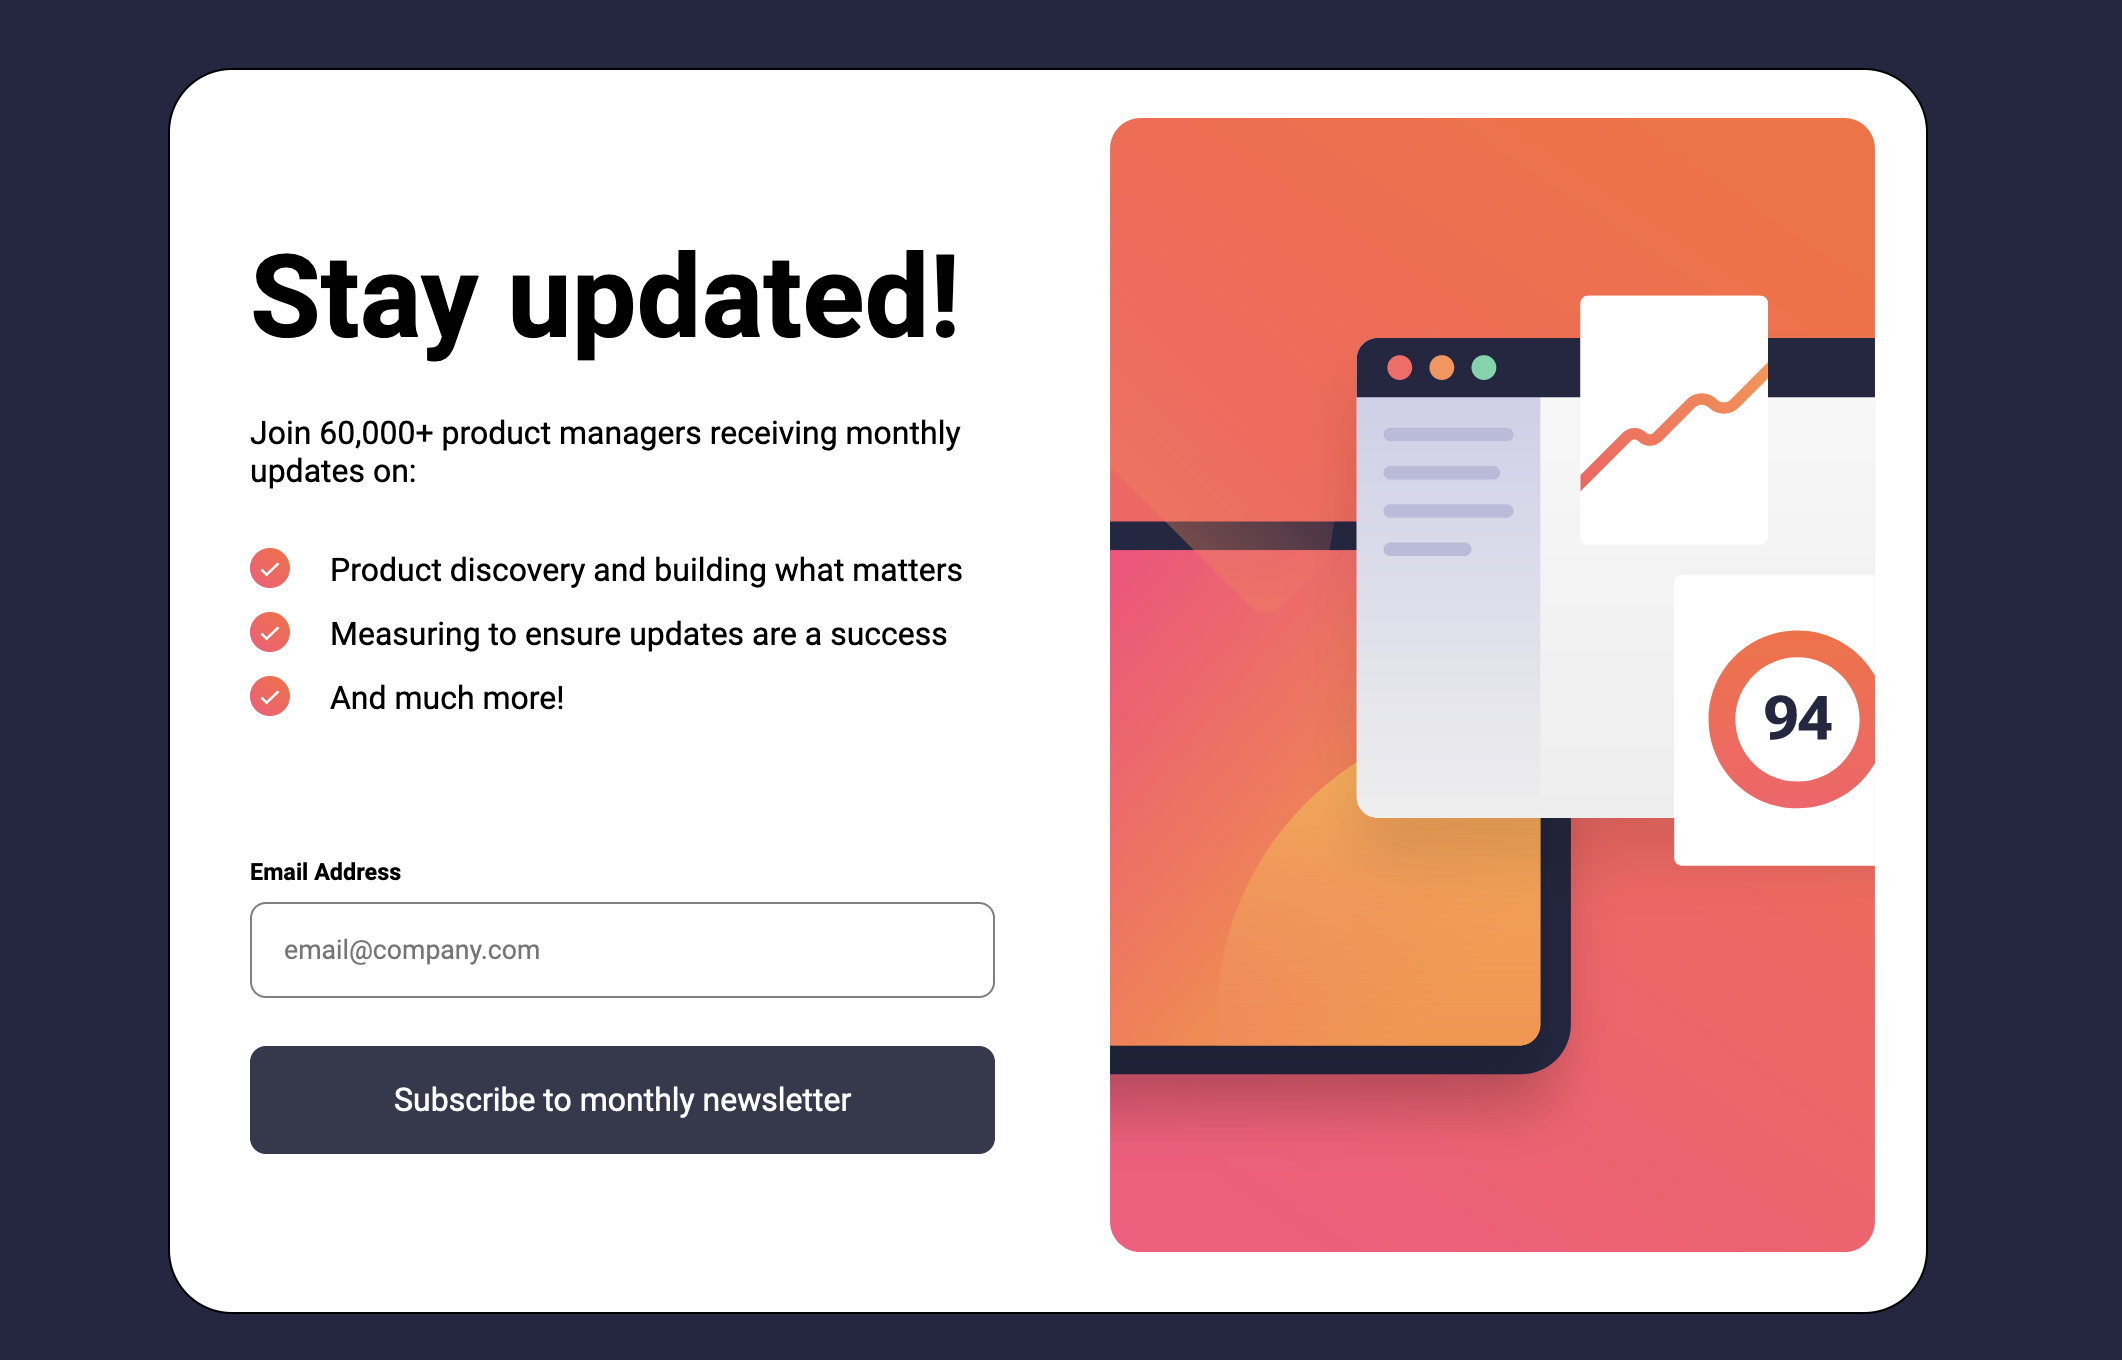 Stay updated!
Join 60,000+ product managers receiving monthly
updates on:
Product discovery and building what matters
Measuring to ensure updates are a success
And much more!
Email Address
email@company.com
Subscribe to monthly newsletter
94